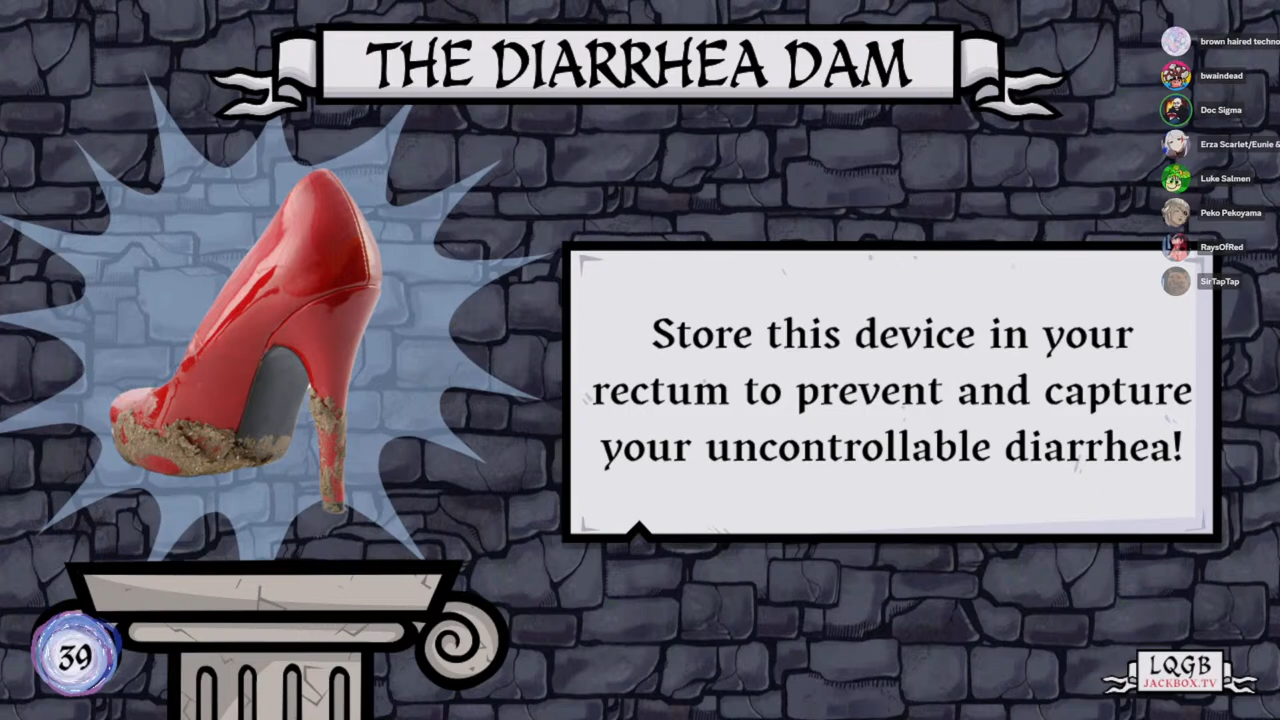 THE DIARRHEA DAM
brown haired techno
bwaindead
Doc Sigma
Erza Scarlet/Eunie &
Luke Salmen
Peko Pekoyama
RaysOfRed
SirTapTap
Store this device in your
rectum to prevent and capture
your uncontrollable diarrhea!
39
LQGB
JACKBOX.TV